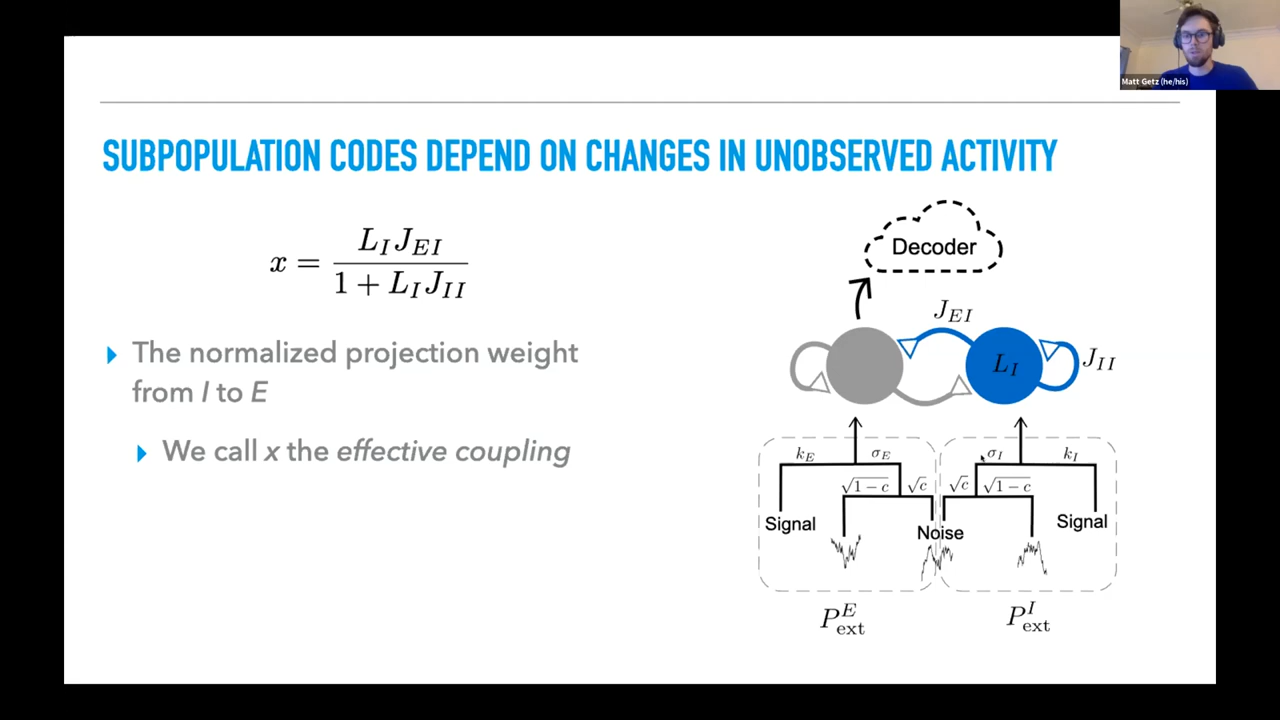 Matt Getz (he/his)
SUBPOPULATION CODES DEPEND ON CHANGES IN UNOBSERVED ACTIVITY
x = L_I J_EI / (1 + L_I J_II)
The normalized projection weight
from I to E
We call x the effective coupling
Decoder
J_EI
L_I
J_II
k_E σ_E σ_I k_I
√1−c √c √c √1−c
Signal Noise Signal
P_ext^E P_ext^I